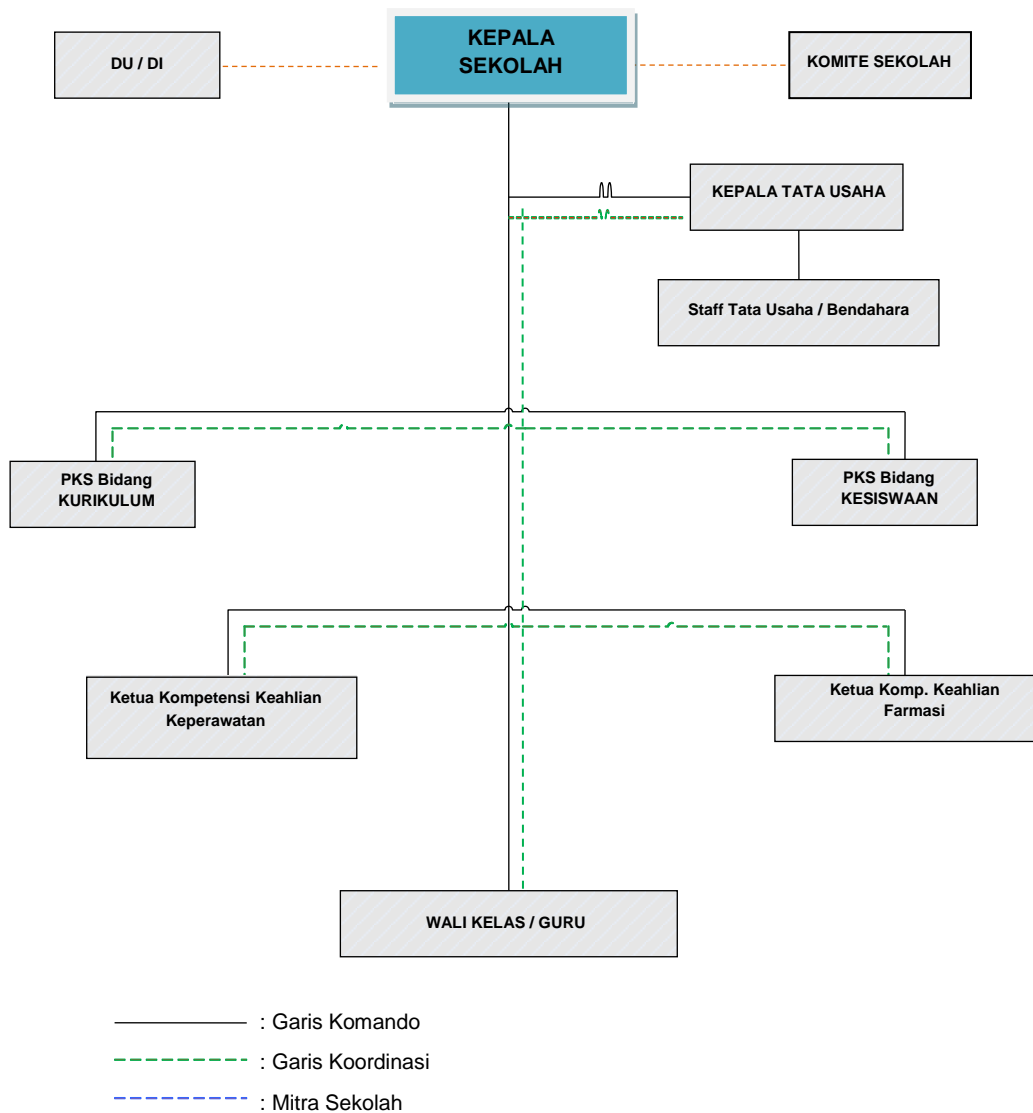 DU / DI
KEPALA
SEKOLAH
KOMITE SEKOLAH
KEPALA TATA USAHA
Staff Tata Usaha / Bendahara
PKS Bidang
KURIKULUM
PKS Bidang
KESISWAAN
Ketua Kompetensi Keahlian
Keperawatan
Ketua Komp. Keahlian
Farmasi
WALI KELAS / GURU
: Garis Komando
: Garis Koordinasi
: Mitra Sekolah